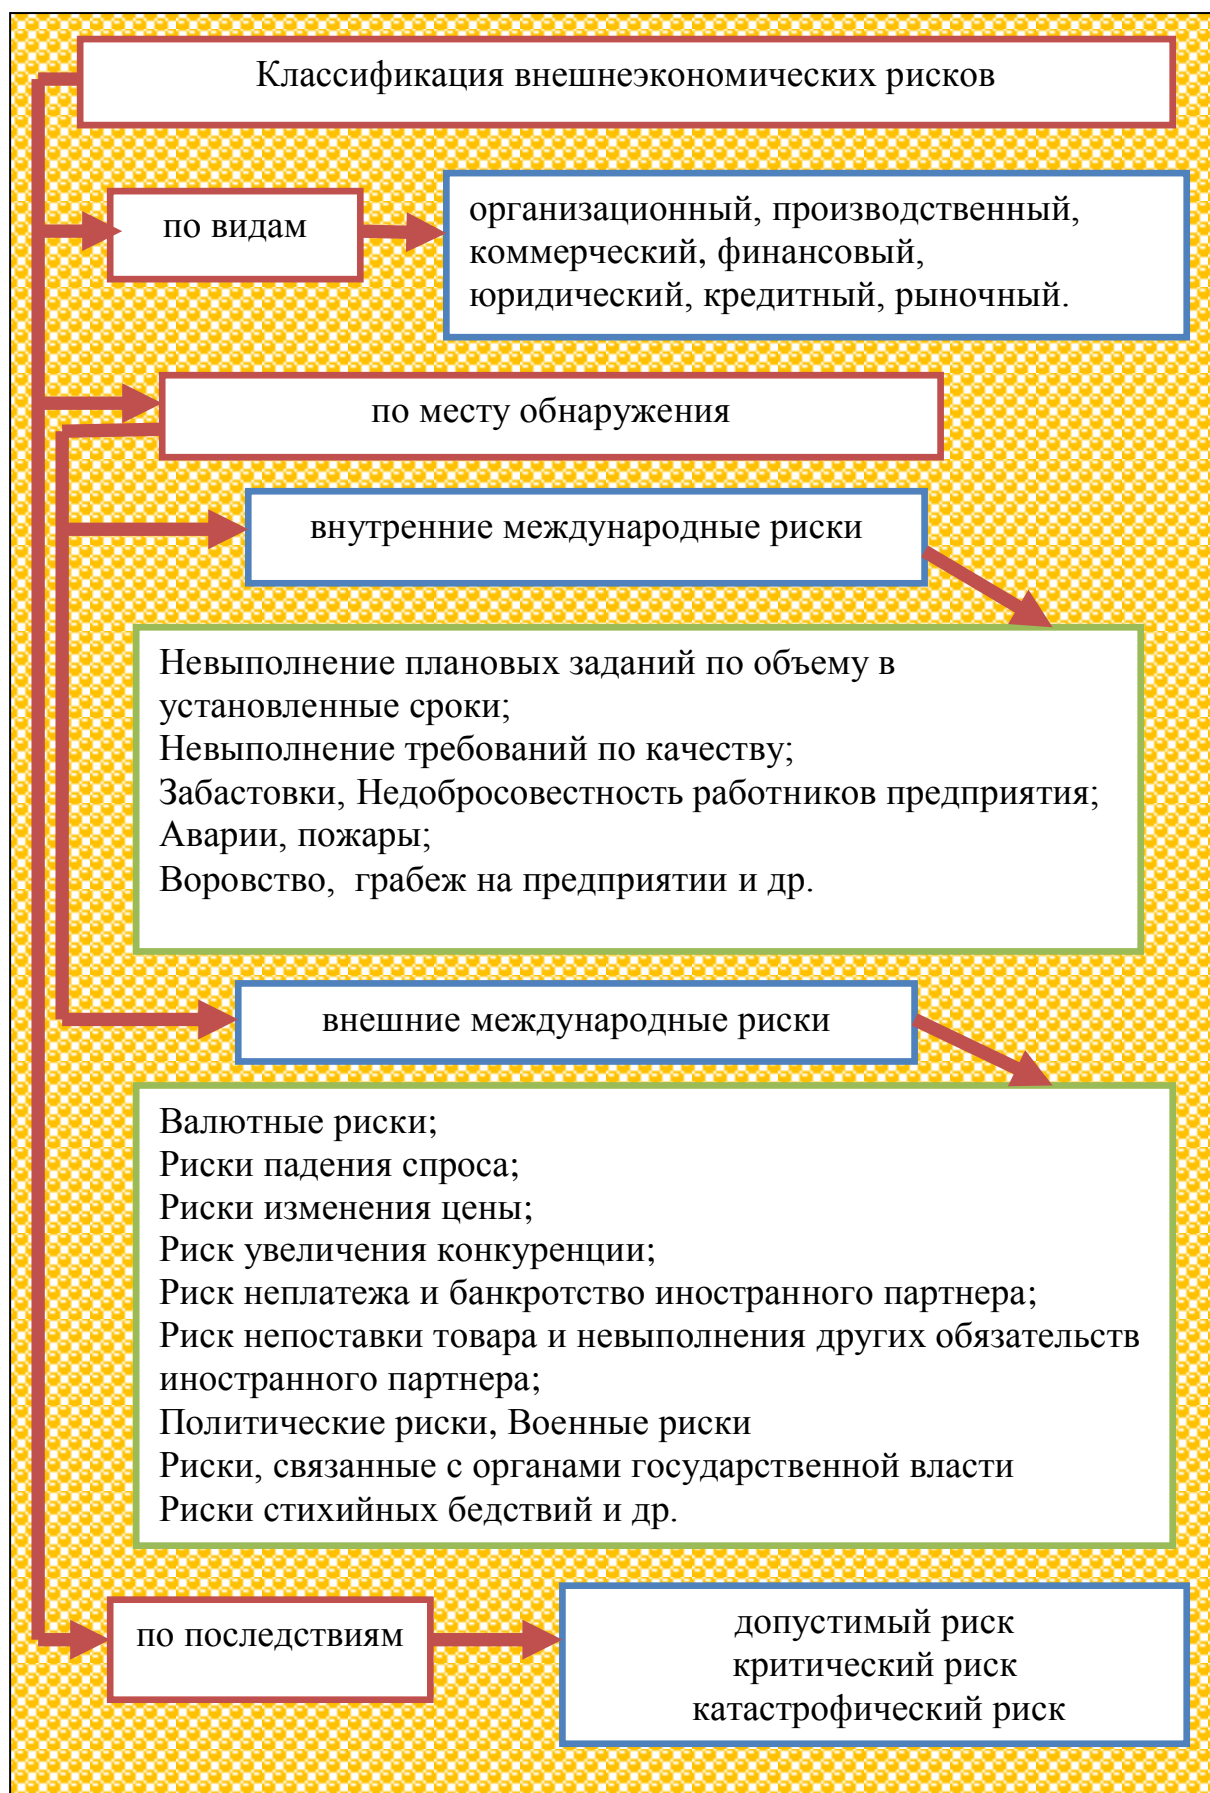 Классификация внешнеэкономических рисков
по видам
организационный, производственный,
коммерческий, финансовый,
юридический, кредитный, рыночный.
по месту обнаружения
внутренние международные риски
Невыполнение плановых заданий по объему в
установленные сроки;
Невыполнение требований по качеству;
Забастовки, Недобросовестность работников предприятия;
Аварии, пожары;
Воровство,  грабеж на предприятии и др.
внешние международные риски
Валютные риски;
Риски падения спроса;
Риски изменения цены;
Риск увеличения конкуренции;
Риск неплатежа и банкротство иностранного партнера;
Риск непоставки товара и невыполнения других обязательств
иностранного партнера;
Политические риски, Военные риски
Риски, связанные с органами государственной власти
Риски стихийных бедствий и др.
по последствиям
допустимый риск
критический риск
катастрофический риск